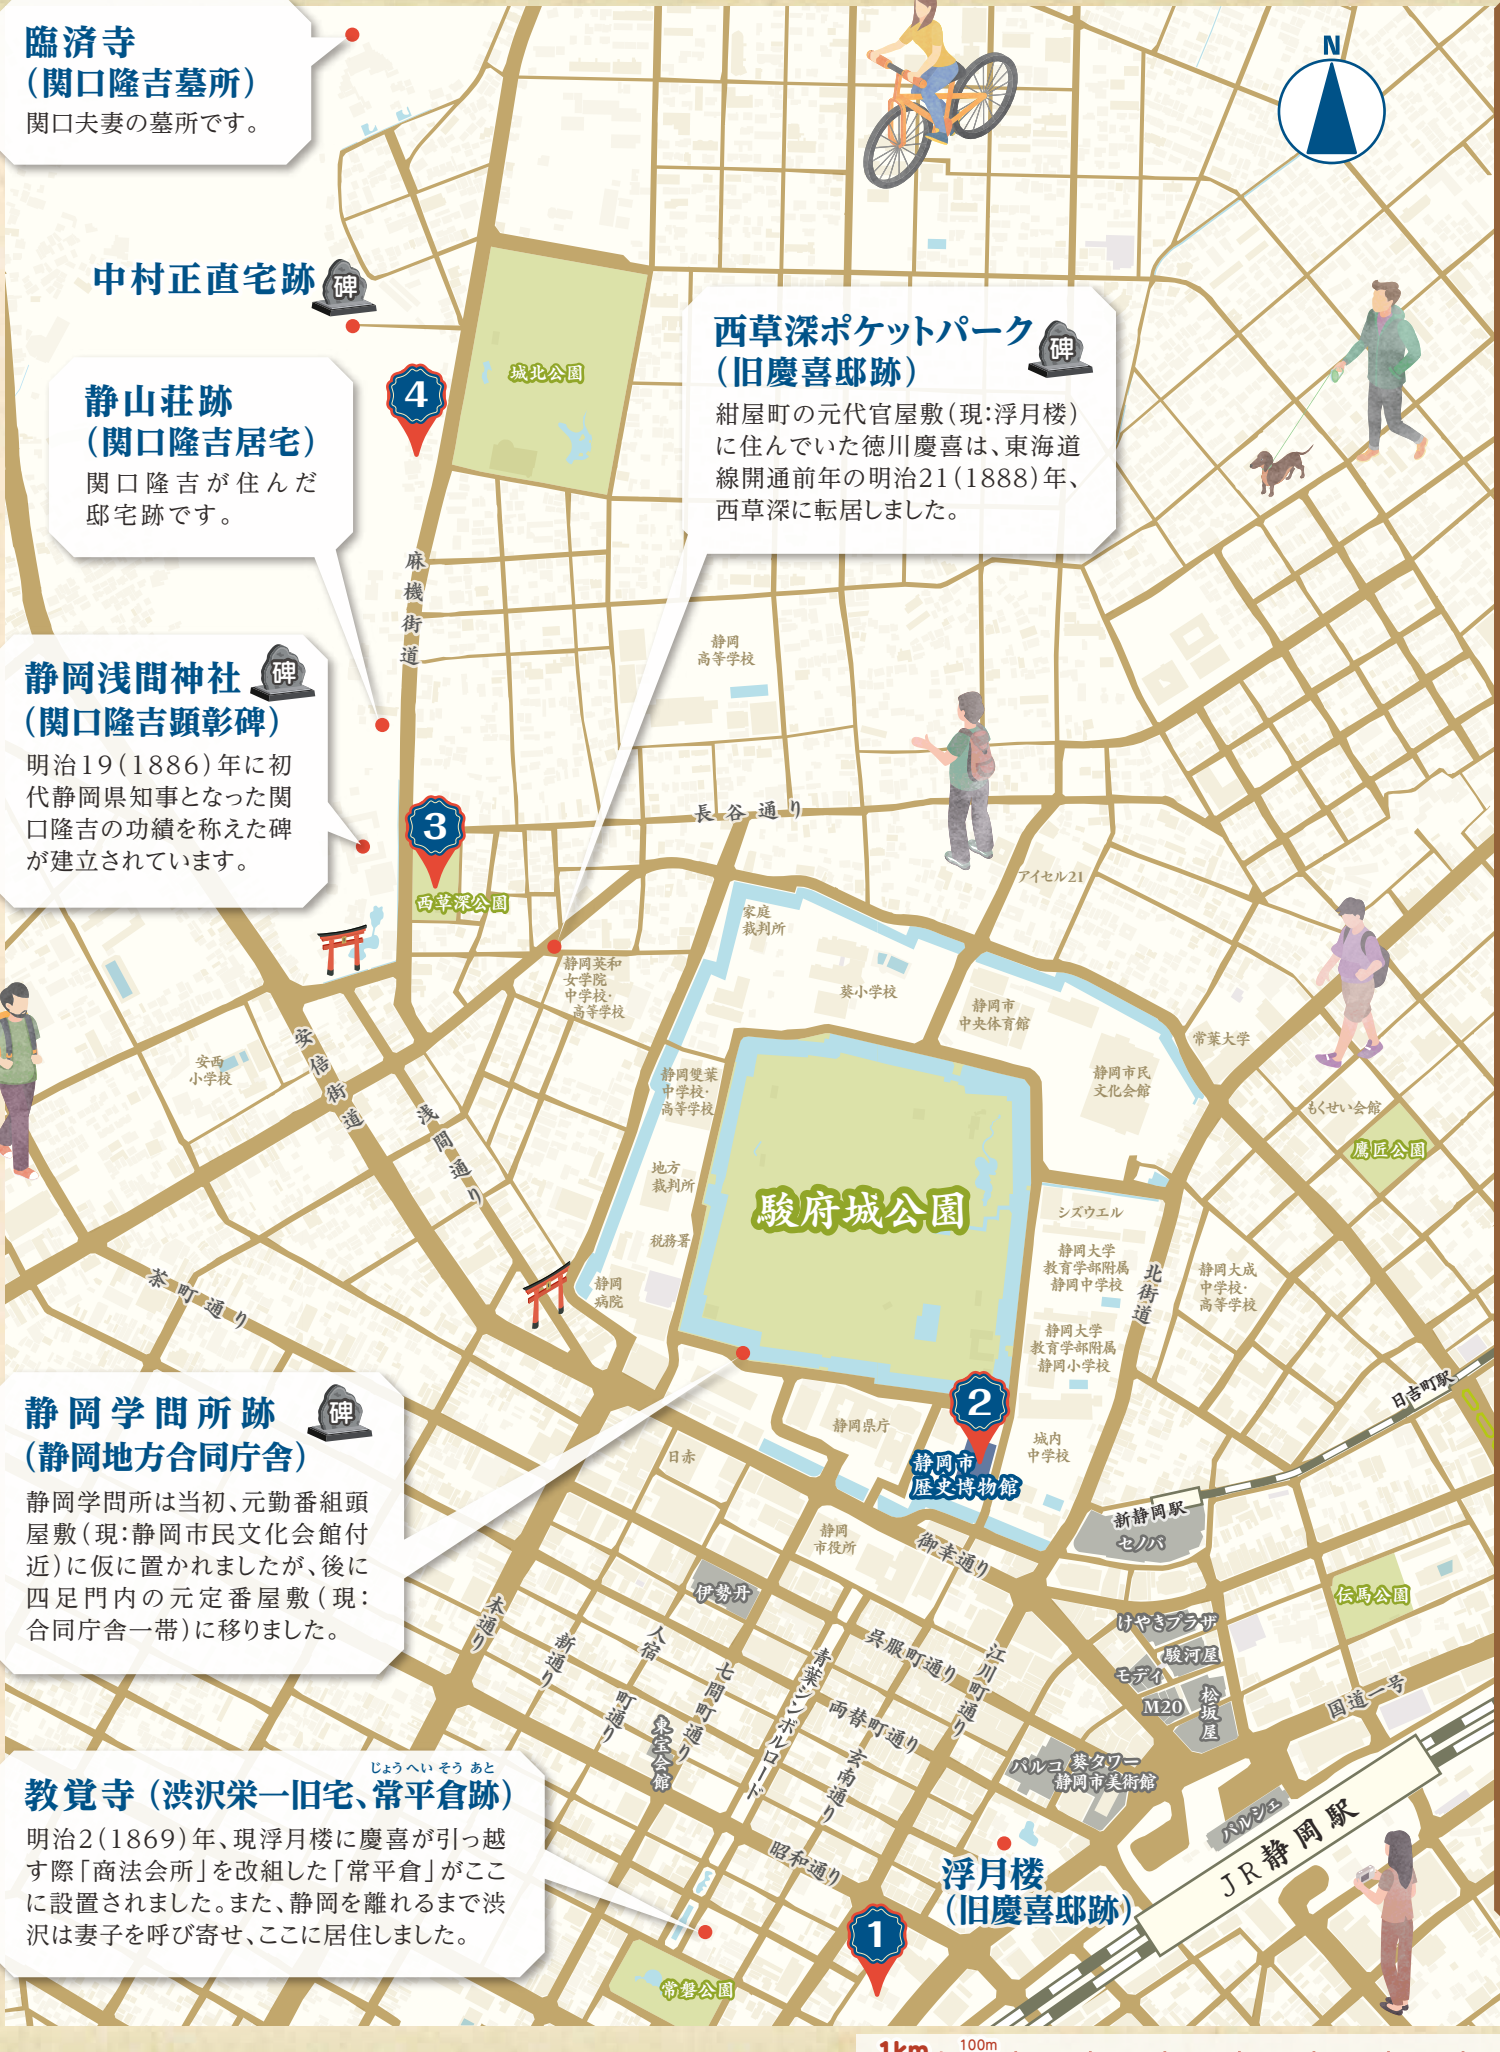 臨済寺
（関口隆吉墓所）
関口夫妻の墓所です。
N
中村正直宅跡
碑
静山荘跡
（関口隆吉居宅）
関口隆吉が住んだ
邸宅跡です。
4
城北公園
西草深ポケットパーク
（旧慶喜邸跡）
碑
紺屋町の元代官屋敷（現：浮月楼）
に住んでいた徳川慶喜は、東海道
線開通前年の明治21（1888）年、
西草深に転居しました。
麻機街道
静岡
高等学校
静岡浅間神社
（関口隆吉顕彰碑）
碑
明治19（1886）年に初
代静岡県知事となった関
口隆吉の功績を称えた碑
が建立されています。
3
西草深公園
長谷通り
アイセル21
家庭
裁判所
葵小学校
静岡市
中央体育館
静岡英和
女学院
中学校・
高等学校
常葉大学
静岡市民
文化会館
もくせい会館
鷹匠公園
安西
小学校
安倍街道
浅間通り
静岡雙葉
中学校・
高等学校
地方
裁判所
税務署
静岡
病院
駿府城公園
シズウエル
静岡大学
教育学部附属
静岡中学校
北街道
静岡大成
中学校・
高等学校
静岡大学
教育学部附属
静岡小学校
茶町通り
日吉町駅
静岡学問所跡
（静岡地方合同庁舎）
碑
静岡学問所は当初、元勤番組頭
屋敷（現：静岡市民文化会館付
近）に仮に置かれましたが、後に
四足門内の元定番屋敷（現：
合同庁舎一帯）に移りました。
日赤
静岡県庁
2
静岡市
歴史博物館
城内
中学校
新静岡駅
セノバ
静岡
市役所
御幸通り
伊勢丹
伝馬公園
けやきプラザ
駿河屋
モディ
M20
松坂屋
国道一号
本通り
新通り
人宿
町通り
七間町通り
東宝会館
青葉シンボルロード
呉服町通り
両替町通り
玄南通り
江川町通り
昭和通り
パルコ
葵タワー
静岡市美術館
パルシェ
JR静岡駅
浮月楼
（旧慶喜邸跡）
じょうへい そう あと
教覚寺（渋沢栄一旧宅、常平倉跡）
明治2（1869）年、現浮月楼に慶喜が引っ越
す際「商法会所」を改組した「常平倉」がここ
に設置されました。また、静岡を離れるまで渋
沢は妻子を呼び寄せ、ここに居住しました。
1
常磐公園
1km
100m